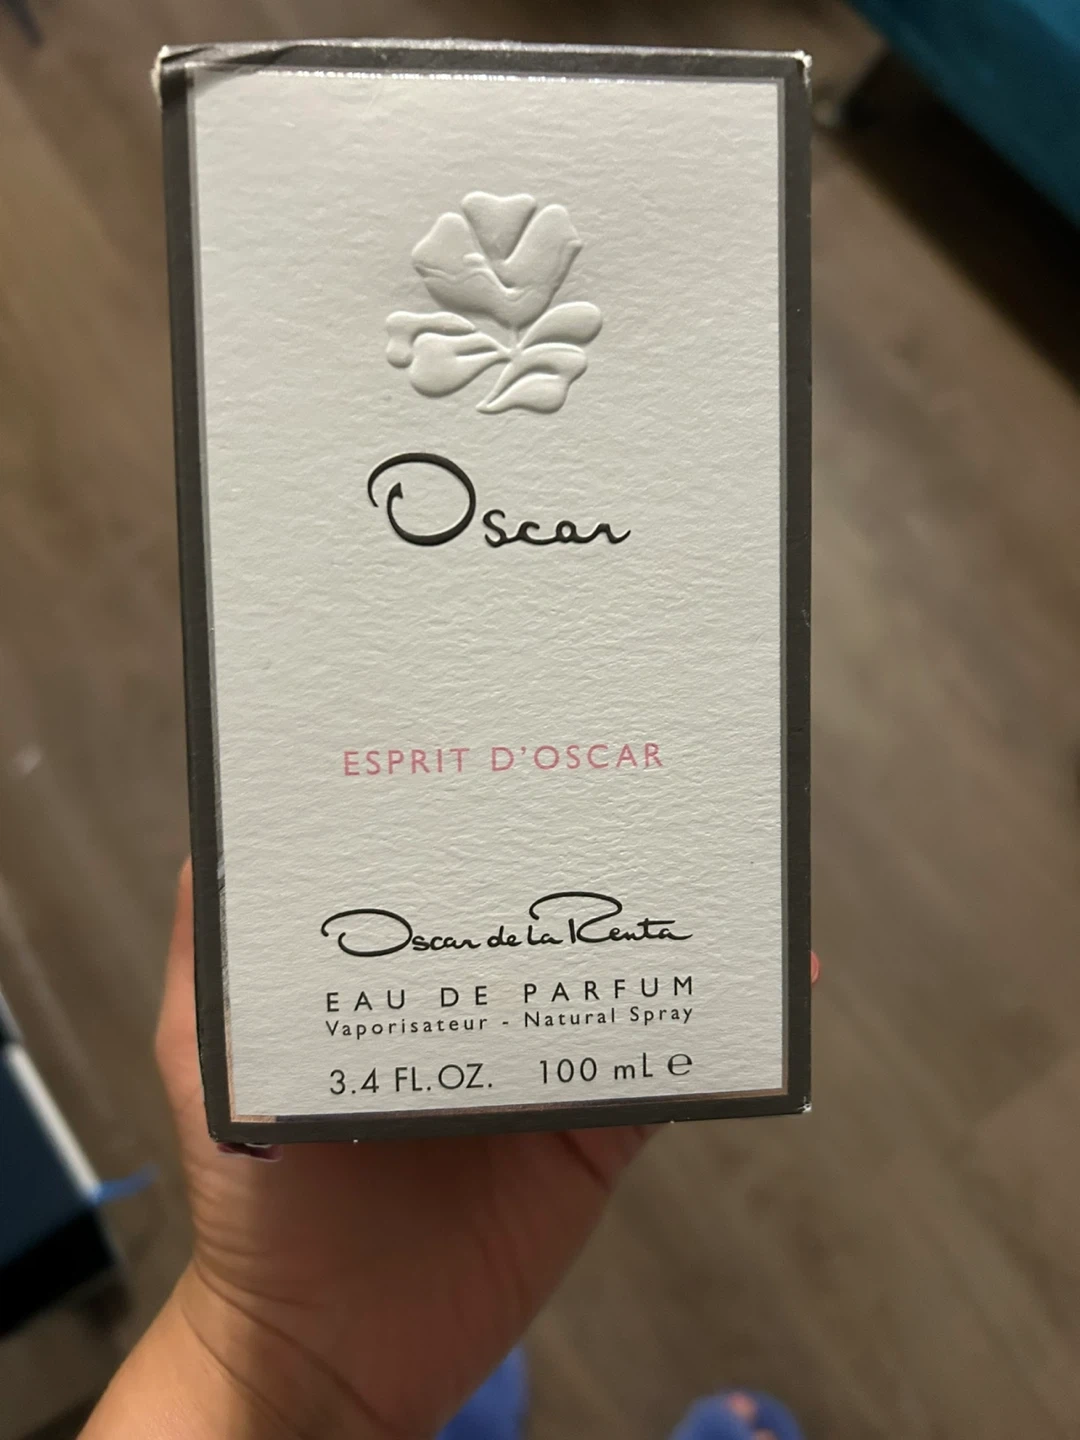 Oscar
ESPRIT D'OSCAR
Oscar de la Renta
EAU DE PARFUM
Vaporisateur - Natural Spray
3.4 FL.OZ. 100 mL ℮